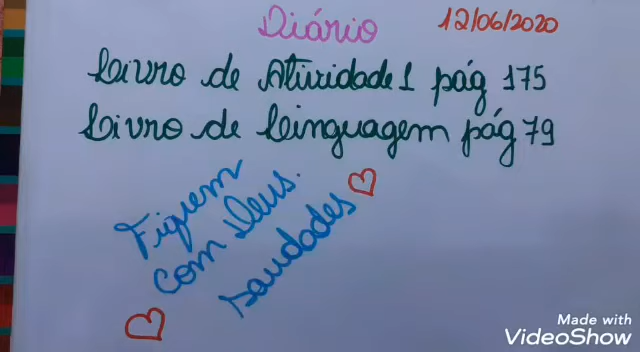 Diário
12/06/2020
Livro de Atividade 1 pág 175
Livro de Linguagem pág 79
Fiquem
com Deus.
Saudades
Made with
VideoShow